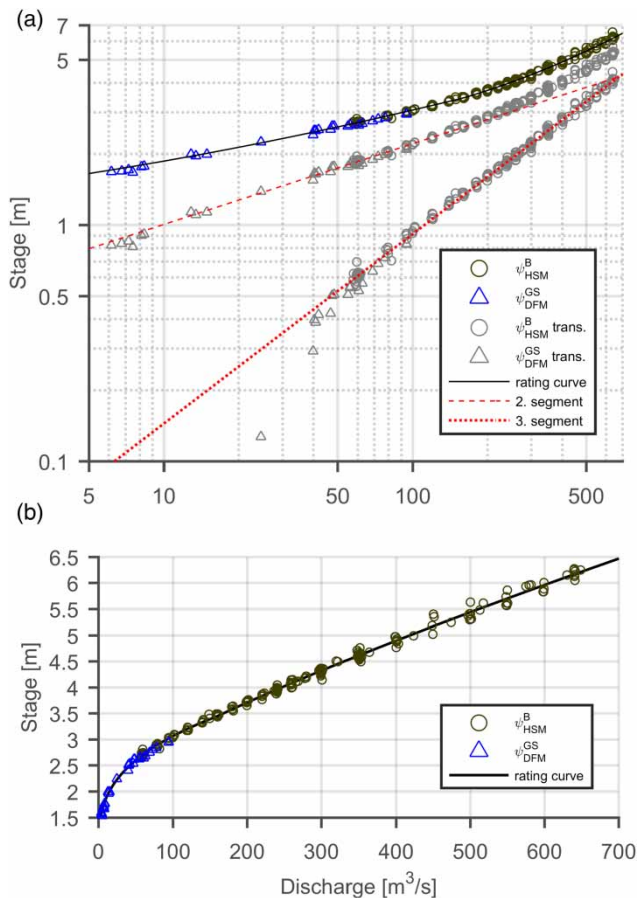 (a)
7
5
1
0.5
0.1
Stage [m]
5
10
50
100
500
ψ^B_HSM
ψ^GS_DFM
ψ^B_HSM trans.
ψ^GS_DFM trans.
rating curve
2. segment
3. segment
(b)
6.5
6
5.5
5
4.5
4
3.5
3
2.5
2
1.5
Stage [m]
0
100
200
300
400
500
600
700
Discharge [m³/s]
ψ^B_HSM
ψ^GS_DFM
rating curve